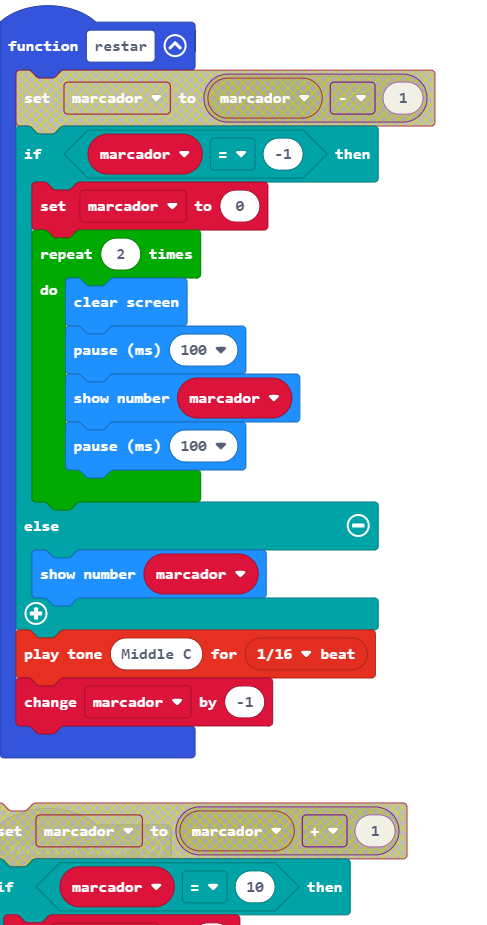 function restar
set marcador to marcador - 1
if marcador = -1 then
set marcador to 0
repeat 2 times
do
clear screen
pause (ms) 100
show number marcador
pause (ms) 100
else
show number marcador
play tone Middle C for 1/16 beat
change marcador by -1
set marcador to marcador + 1
if marcador = 10 then